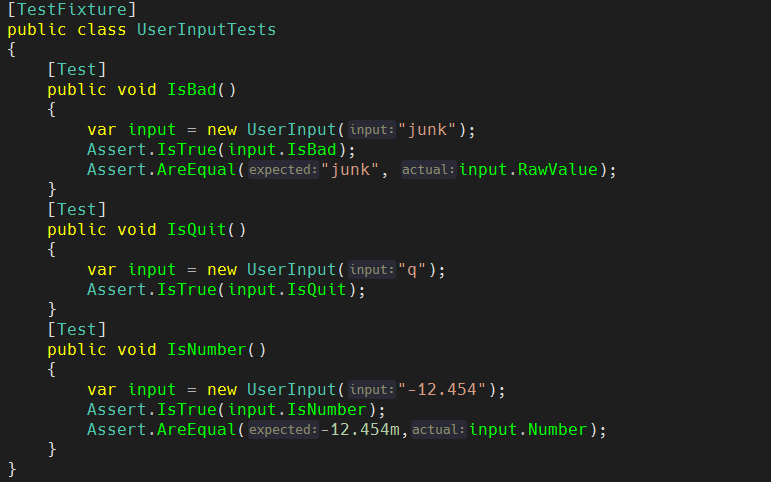 [TestFixture]
public class UserInputTests
{
    [Test]
    public void IsBad()
    {
        var input = new UserInput(input:"junk");
        Assert.IsTrue(input.IsBad);
        Assert.AreEqual(expected:"junk", actual:input.RawValue);
    }
    [Test]
    public void IsQuit()
    {
        var input = new UserInput(input:"q");
        Assert.IsTrue(input.IsQuit);
    }
    [Test]
    public void IsNumber()
    {
        var input = new UserInput(input:"-12.454");
        Assert.IsTrue(input.IsNumber);
        Assert.AreEqual(expected:-12.454m,actual:input.Number);
    }
}